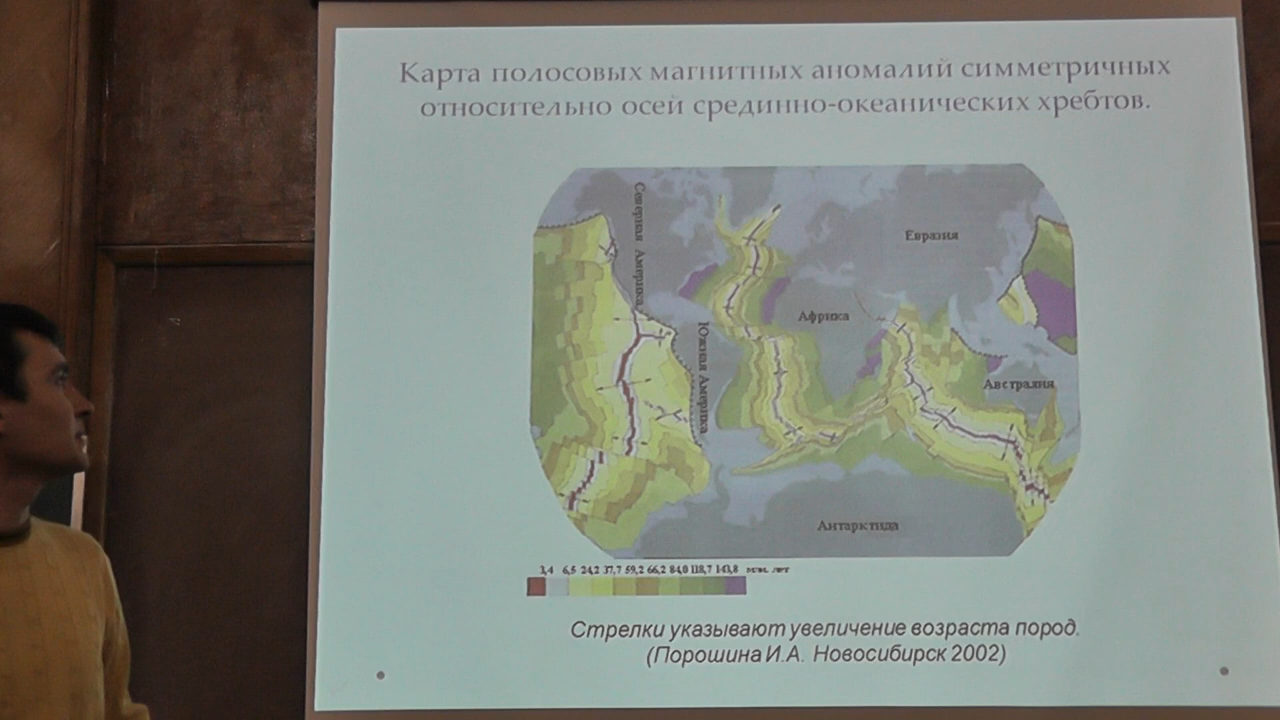 Карта полосовых магнитных аномалий симметричных
относительно осей срединно-океанических хребтов.
Северная Америка
Евразия
Африка
Южная Америка
Австралия
Антарктида
3,4 6,5 24,2 37,7 59,2 66,2 84,0 118,7 143,8 млн. лет
Стрелки указывают увеличение возраста пород.
(Порошина И.А. Новосибирск 2002)